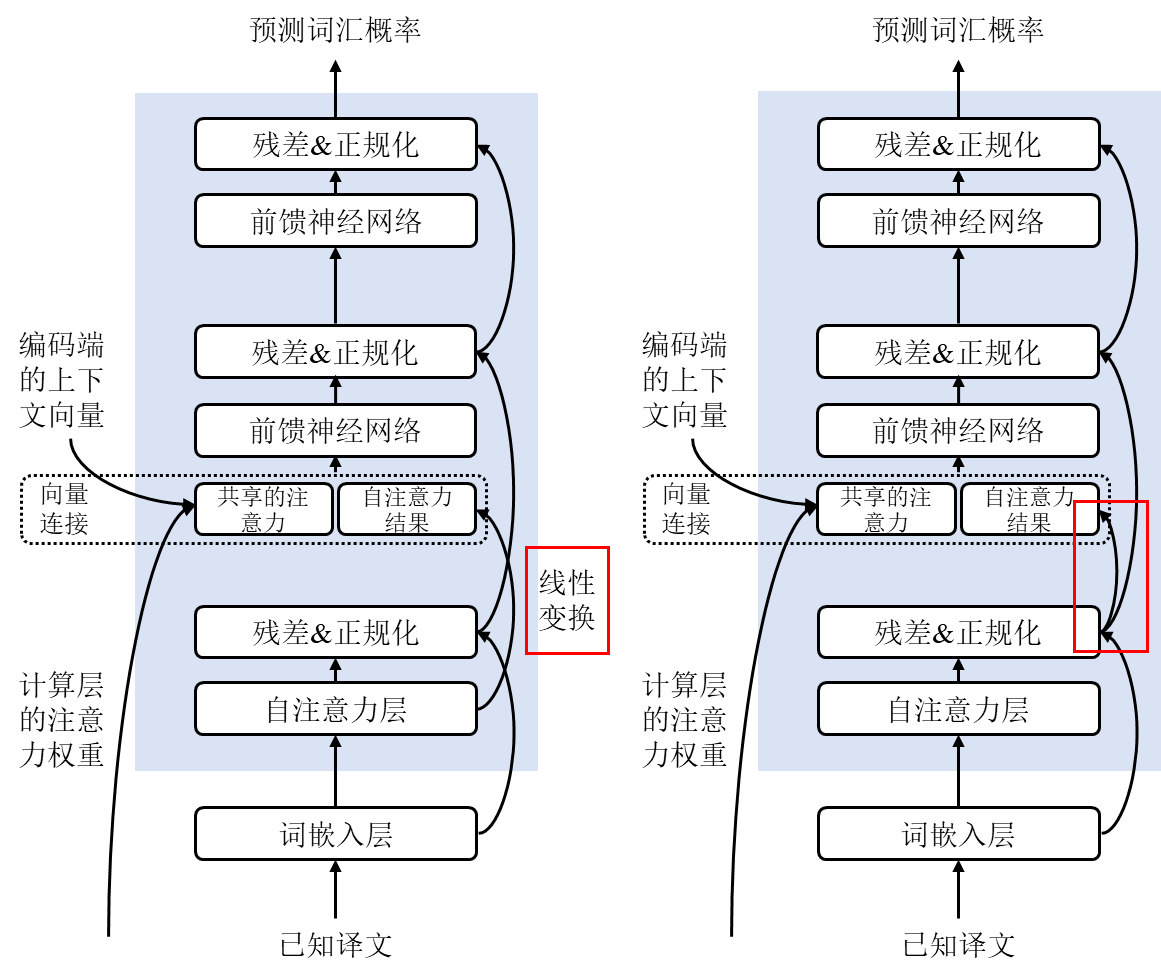 预测词汇概率
残差&正规化
前馈神经网络
残差&正规化
前馈神经网络
编码端
的上下
文向量
向量
连接
共享的注
意力
自注意力
结果
线性
变换
残差&正规化
自注意力层
计算层
的注意
力权重
词嵌入层
已知译文
预测词汇概率
残差&正规化
前馈神经网络
残差&正规化
前馈神经网络
编码端
的上下
文向量
向量
连接
共享的注
意力
自注意力
结果
残差&正规化
自注意力层
计算层
的注意
力权重
词嵌入层
已知译文